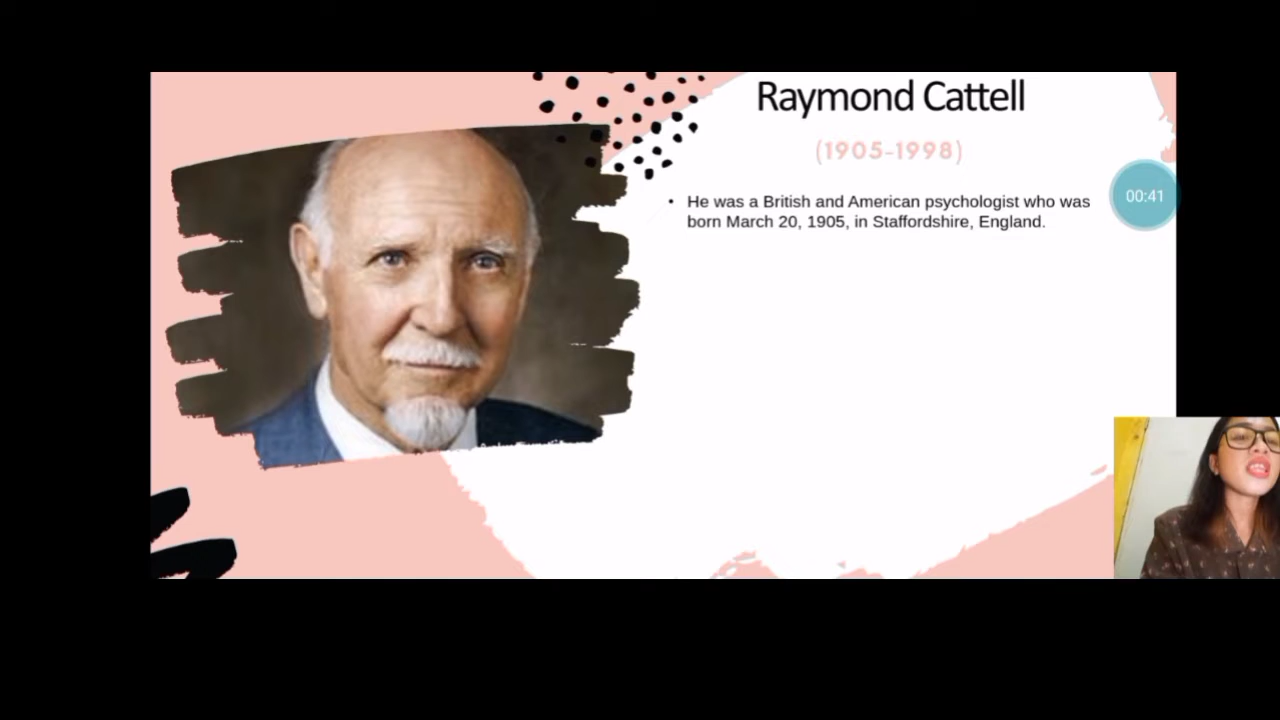 Raymond Cattell
(1905-1998)
• He was a British and American psychologist who was
born March 20, 1905, in Staffordshire, England.
00:41